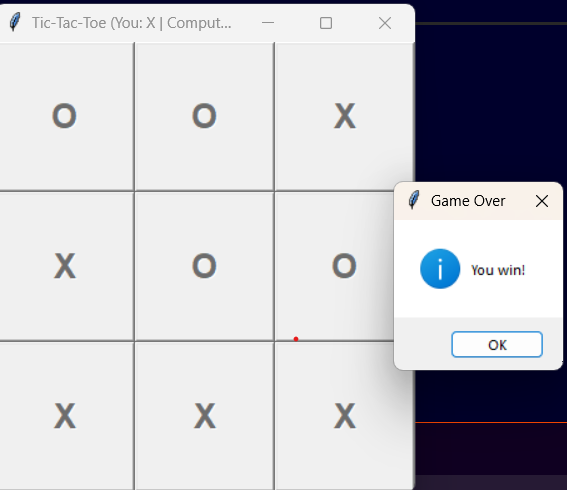 Tic-Tac-Toe (You: X | Comput...
O O X
Game Over
X O O
You win!
OK
X X X